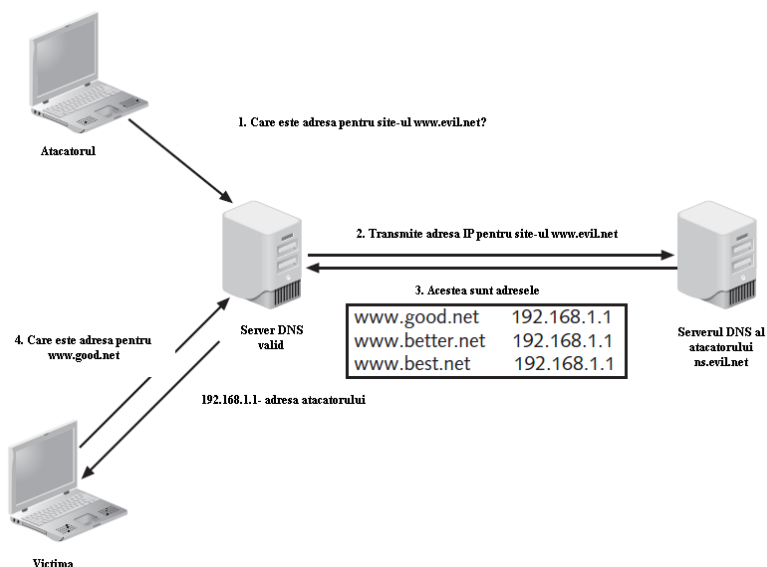 Atacatorul
1. Care este adresa pentru site-ul www.evil.net?
2. Transmite adresa IP pentru site-ul www.evil.net
3. Acestea sunt adresele
www.good.net 192.168.1.1
www.better.net 192.168.1.1
www.best.net 192.168.1.1
Server DNS
valid
Serverul DNS al
atacatorului
ns.evil.net
4. Care este adresa pentru
www.good.net
192.168.1.1- adresa atacatorului
Victima